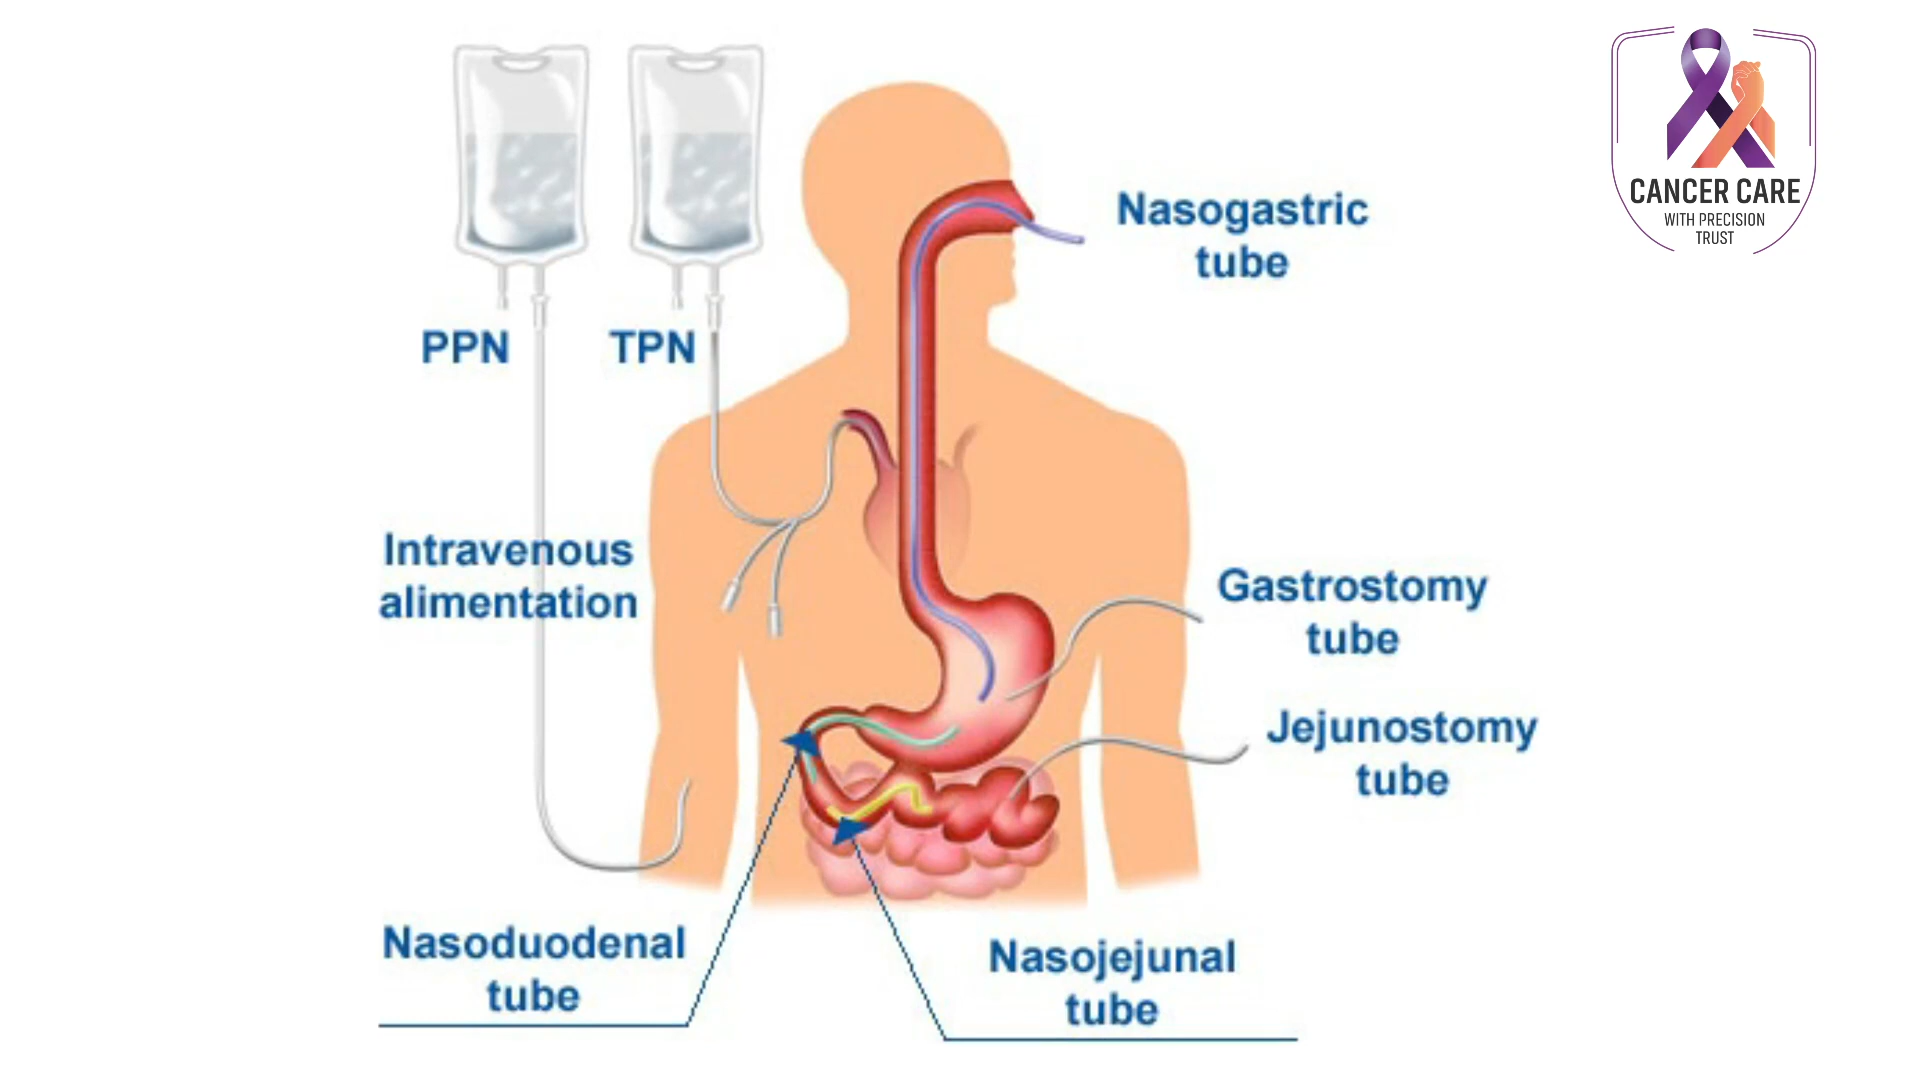 Nasogastric
tube
CANCER CARE
WITH PRECISION
TRUST
PPN
TPN
Intravenous
alimentation
Gastrostomy
tube
Jejunostomy
tube
Nasoduodenal
tube
Nasojejunal
tube